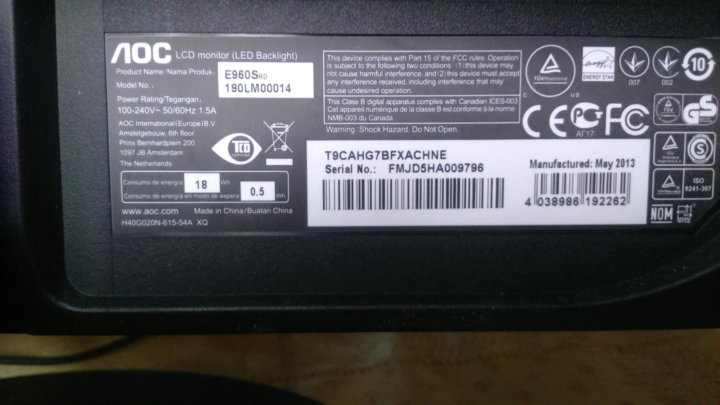 AOC LCD monitor (LED Backlight)
Product Name/Nama Produk: E960SRD
Model No.: 190LM00014
Power Rating/Tegangan:
100-240V~ 50/60Hz 1.5A
AOC International (Europe) B.V.
Amstelgebouw, 6th floor
Prins Bernhardplein 200
1097 JB Amsterdam
The Netherlands
Consumo de energía 18 Wh
Consumo de energía en modo de espera 0.5 Wh
www.aoc.com Made in China/Buatan China
H40G020N-615-54A XQ
This device complies with Part 15 of the FCC rules. Operation
is subject to the following two conditions: (1) this device may
not cause harmful interference, and (2) this device must accept
any interference received, including interference that may
cause undesired operation.
This Class B digital apparatus complies with Canadian ICES-003
Cet appareil numérique de la classe B est conforme à la norme
NMB-003 du Canada.
Warning: Shock Hazard. Do Not Open.
T9CAHG7BFXACHNE
Serial No.: FMJD5HA009796
Manufactured: May 2013
4 038986 192262
TÜVRheinland
C US
ENERGY STAR
007
002
10
CE
АГ17
FC
GS
S
ISO
9241-307
NOM
TCO